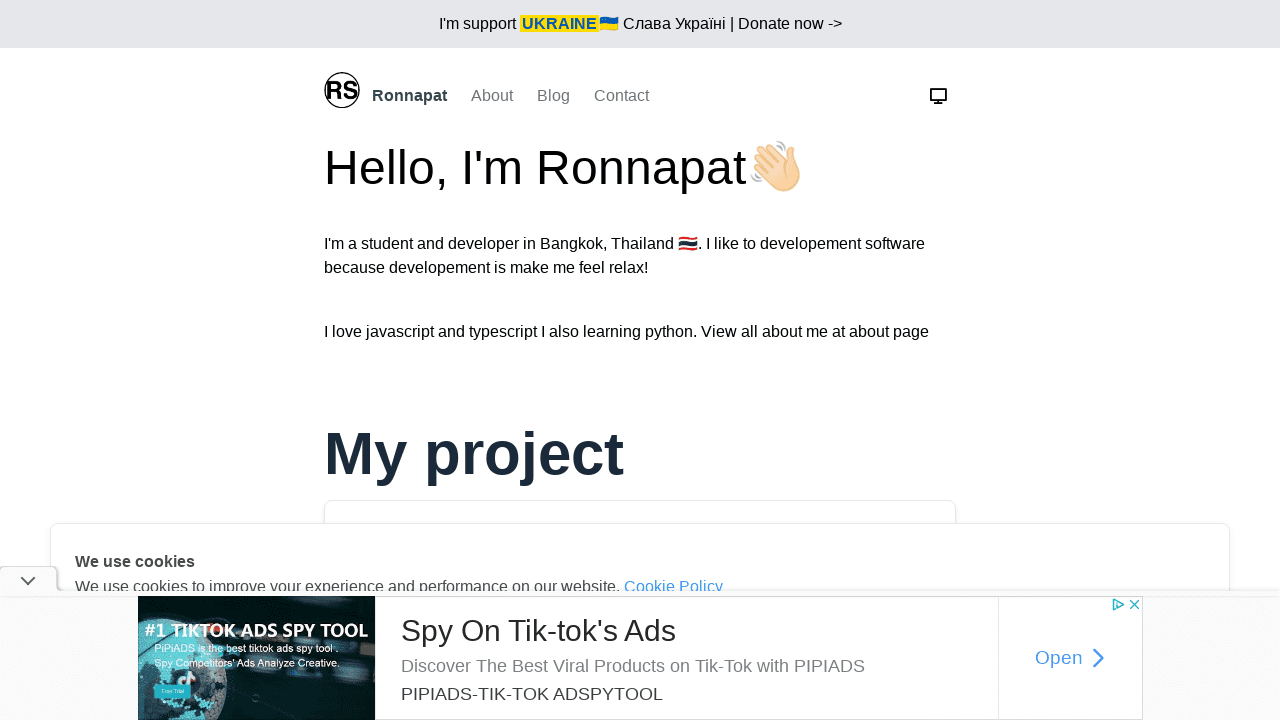 I'm support UKRAINE🇺🇦 Слава Україні | Donate now ->
RS Ronnapat About Blog Contact
Hello, I'm Ronnapat👋🏻
I'm a student and developer in Bangkok, Thailand 🇹🇭. I like to developement software
because developement is make me feel relax!
I love javascript and typescript I also learning python. View all about me at about page
My project
We use cookies
We use cookies to improve your experience and performance on our website. Cookie Policy
#1 TIKTOK ADS SPY TOOL
PiPiADS is the best tiktok ads spy tool .
Spy Competitors' Ads Analyze Creative.
Free Trial
Spy On Tik-tok's Ads
Discover The Best Viral Products on Tik-Tok with PIPIADS
PIPIADS-TIK-TOK ADSPYTOOL
Open